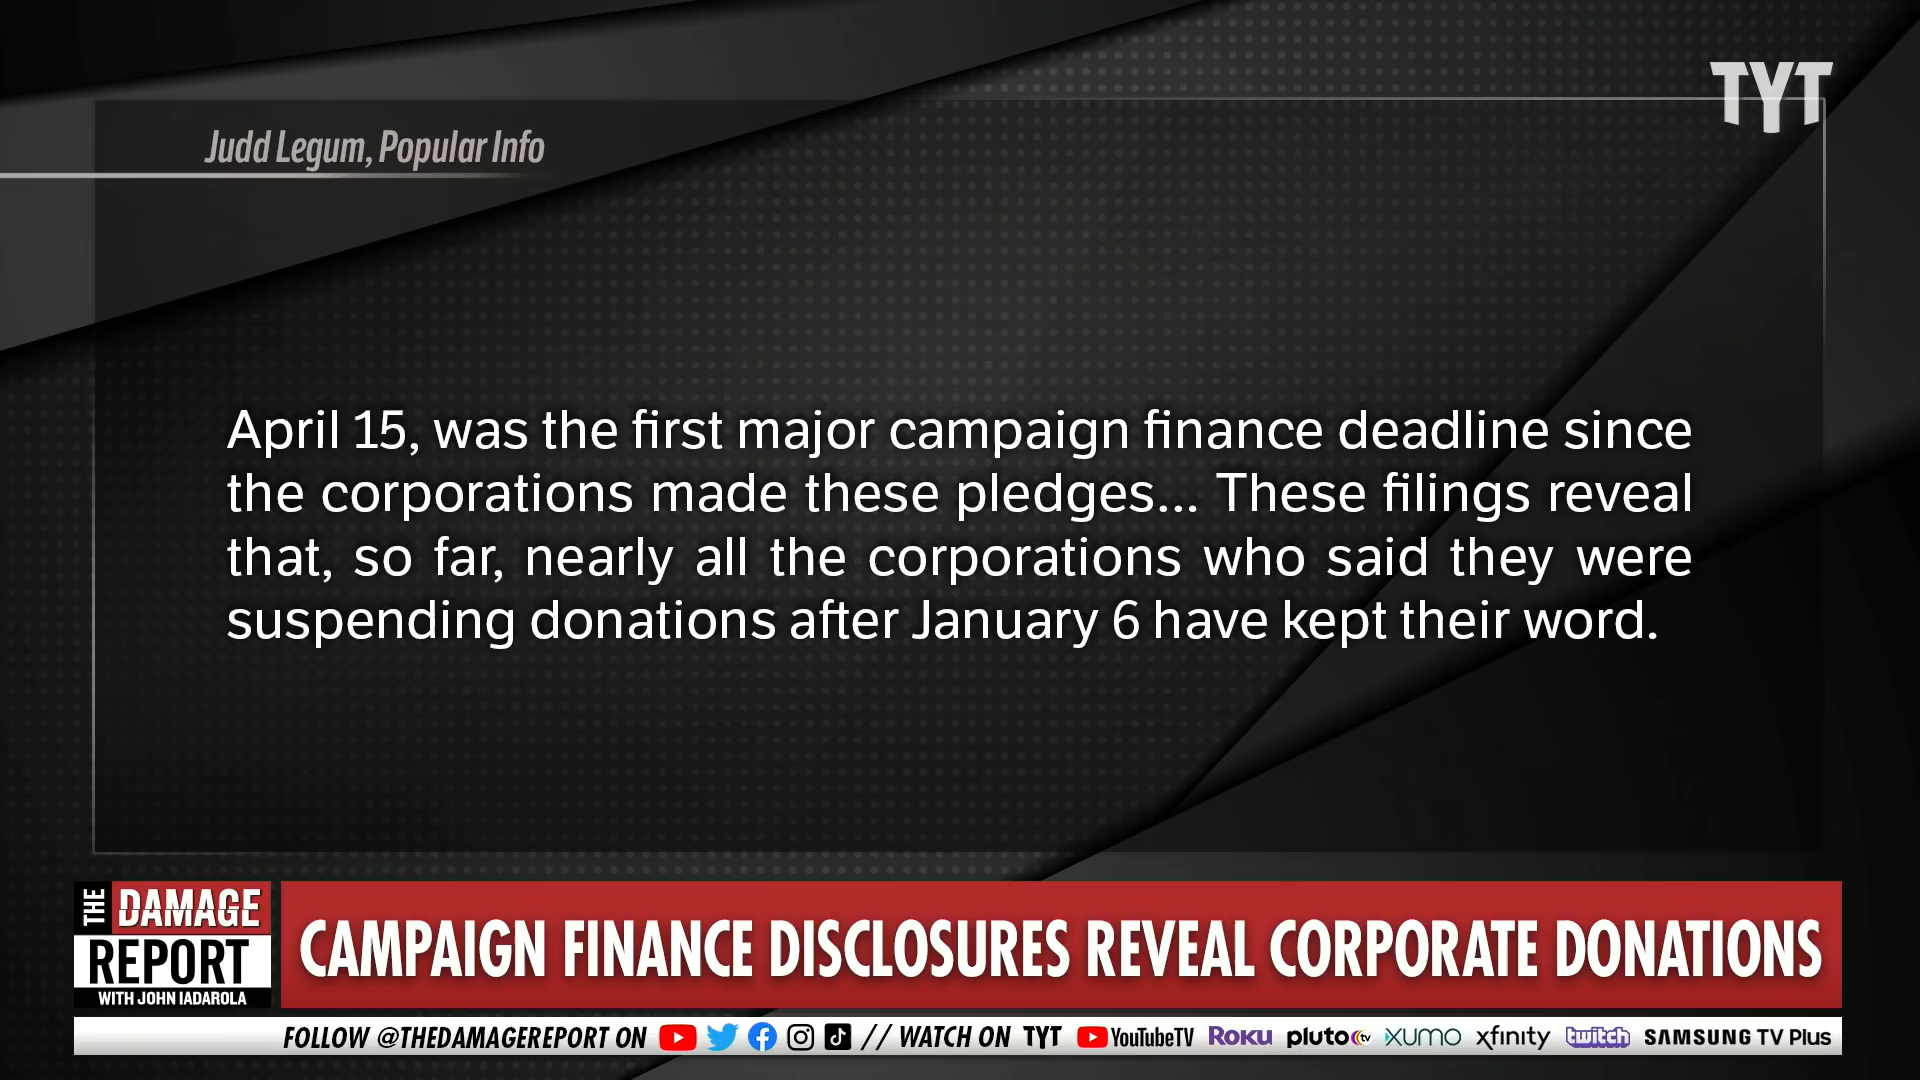 TYT
Judd Legum, Popular Info
April 15, was the first major campaign finance deadline since
the corporations made these pledges... These filings reveal
that, so far, nearly all the corporations who said they were
suspending donations after January 6 have kept their word.
THE DAMAGE
REPORT
WITH JOHN IADAROLA
CAMPAIGN FINANCE DISCLOSURES REVEAL CORPORATE DONATIONS
FOLLOW @THEDAMAGEREPORT ON // WATCH ON TYT YouTubeTV ROKU pluto tv XUMO xfinity twitch SAMSUNG TV Plus